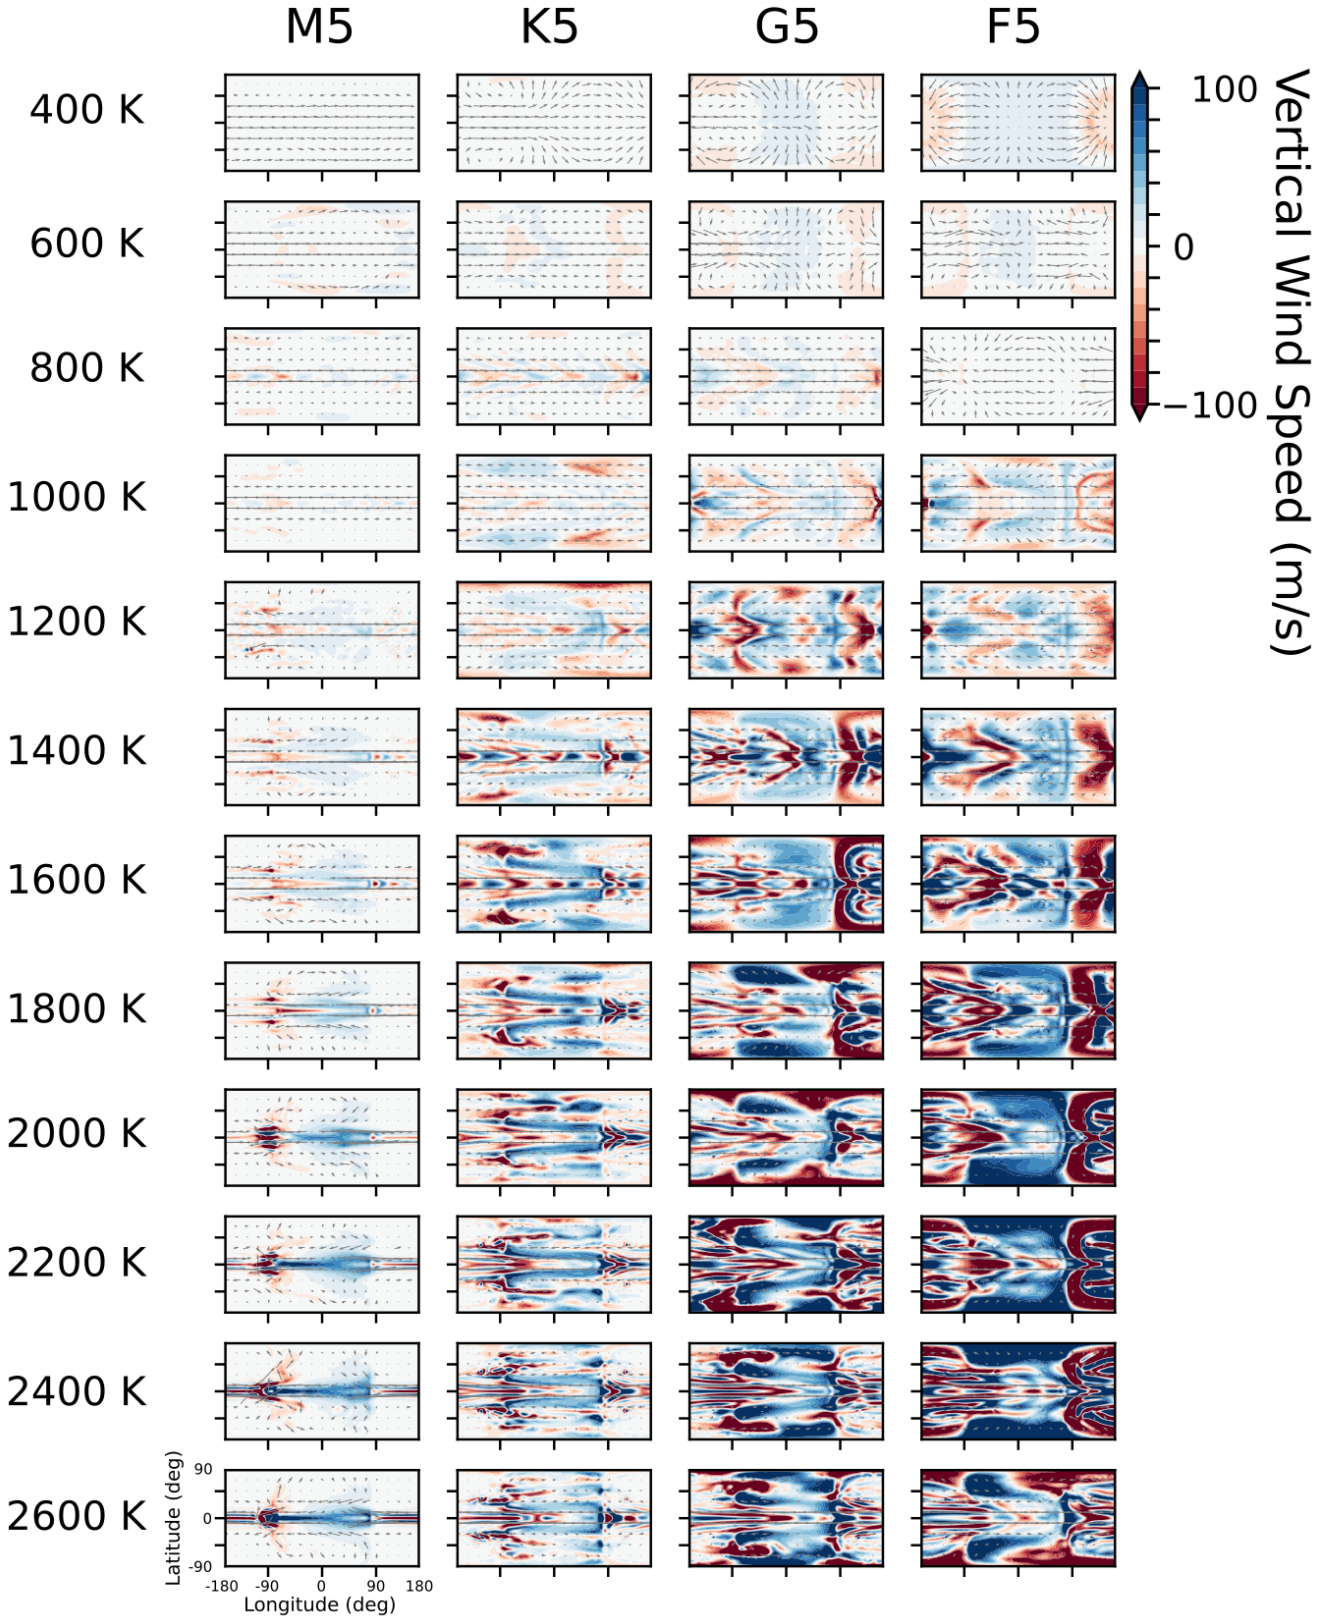 M5 K5 G5 F5
400 K
600 K
800 K
1000 K
1200 K
1400 K
1600 K
1800 K
2000 K
2200 K
2400 K
2600 K
100
0
−100
Vertical Wind Speed (m/s)
90
0
-90
Latitude (deg)
-180 -90 0 90 180
Longitude (deg)